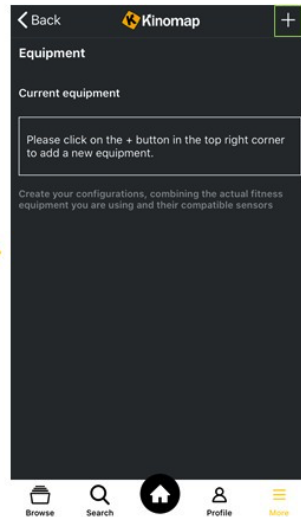 Back
Kinomap
Equipment
Current equipment
Please click on the + button in the top right corner
to add a new equipment.
Create your configurations, combining the actual fitness
equipment you are using and their compatible sensors
Browse
Search
Profile
More